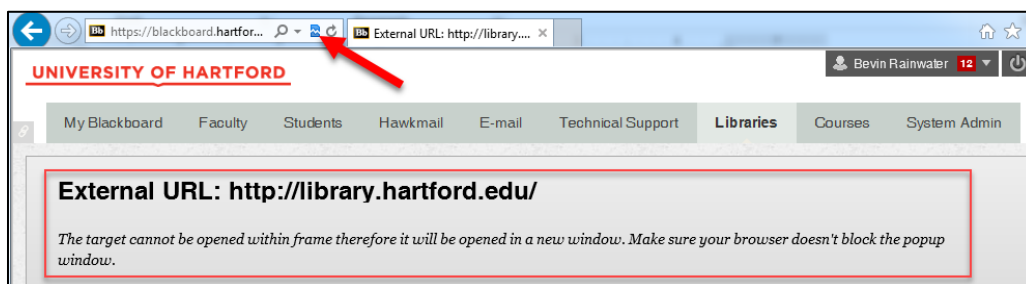 Bb https://blackboard.hartfor... Bb External URL: http://library....
UNIVERSITY OF HARTFORD
Bevin Rainwater 12
My Blackboard Faculty Students Hawkmail E-mail Technical Support Libraries Courses System Admin
External URL: http://library.hartford.edu/
The target cannot be opened within frame therefore it will be opened in a new window. Make sure your browser doesn't block the popup
window.